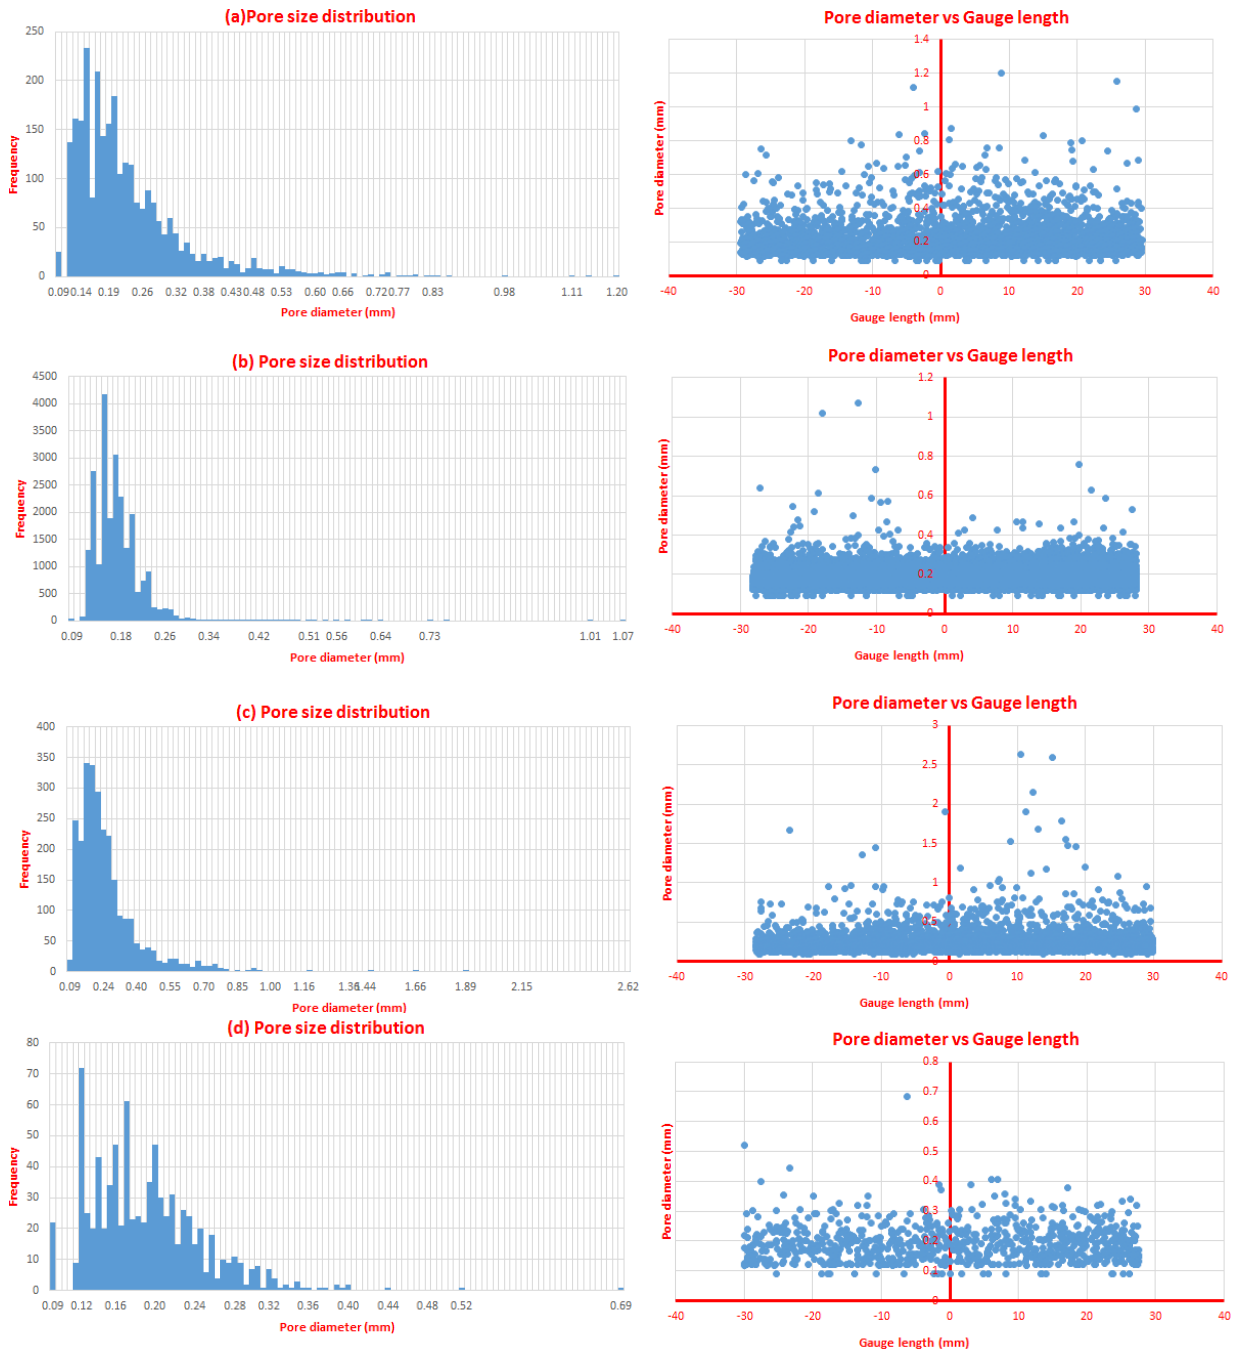 (a)Pore size distribution
Frequency
250
200
150
100
50
0
0.09 0.14 0.19 0.26 0.32 0.38 0.43 0.48 0.53 0.60 0.66 0.72 0.77 0.83 0.98 1.11 1.20
Pore diameter (mm)
Pore diameter vs Gauge length
Pore diameter (mm)
1.4
1.2
1
0.8
0.6
0.4
0.2
0
-40 -30 -20 -10 0 10 20 30 40
Gauge length (mm)
(b) Pore size distribution
Frequency
4500
4000
3500
3000
2500
2000
1500
1000
500
0
0.09 0.18 0.26 0.34 0.42 0.51 0.56 0.64 0.73 1.01 1.07
Pore diameter (mm)
Pore diameter vs Gauge length
Pore diameter (mm)
1.2
1
0.8
0.6
0.4
0.2
0
-40 -30 -20 -10 0 10 20 30 40
Gauge length (mm)
(c) Pore size distribution
Frequency
400
350
300
250
200
150
100
50
0
0.09 0.24 0.40 0.55 0.70 0.85 1.00 1.16 1.36 1.44 1.66 1.89 2.15 2.62
Pore diameter (mm)
Pore diameter vs Gauge length
Pore diameter (mm)
3
2.5
2
1.5
1
0.5
0
-40 -30 -20 -10 0 10 20 30 40
Gauge length (mm)
(d) Pore size distribution
Frequency
80
70
60
50
40
30
20
10
0
0.09 0.12 0.16 0.20 0.24 0.28 0.32 0.36 0.40 0.44 0.48 0.52 0.69
Pore diameter (mm)
Pore diameter vs Gauge length
Pore diameter (mm)
0.8
0.7
0.6
0.5
0.4
0.3
0.2
0.1
0
-40 -30 -20 -10 0 10 20 30 40
Gauge length (mm)